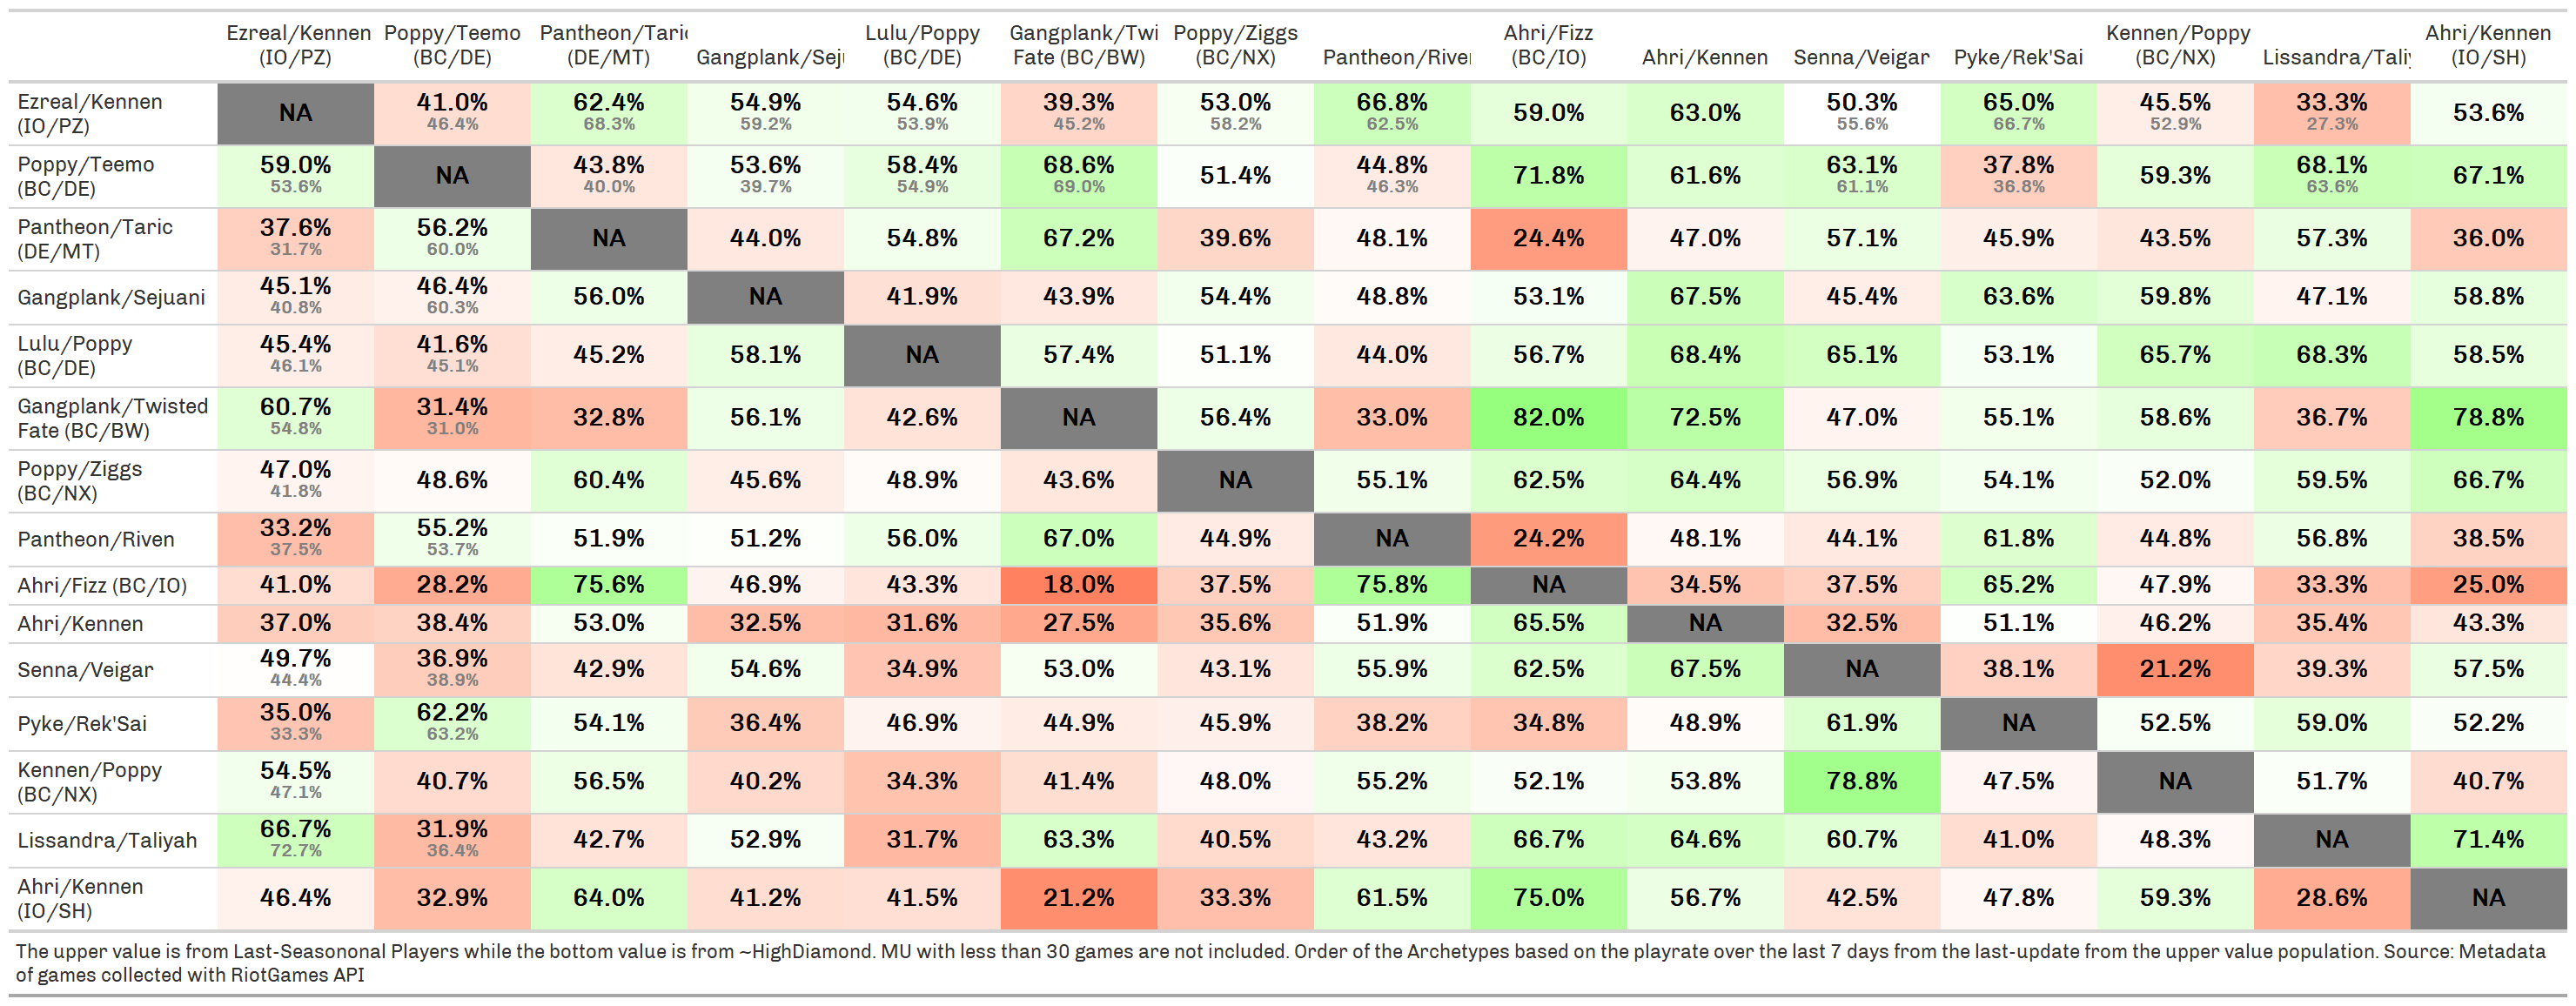 Ezreal/Kennen (IO/PZ) Poppy/Teemo (BC/DE) Pantheon/Taric (DE/MT) Gangplank/Seju Lulu/Poppy (BC/DE) Gangplank/Twi Fate (BC/BW) Poppy/Ziggs (BC/NX) Pantheon/River Ahri/Fizz (BC/IO) Ahri/Kennen Senna/Veigar Pyke/Rek'Sai Kennen/Poppy (BC/NX) Lissandra/Taliy Ahri/Kennen (IO/SH)
Ezreal/Kennen (IO/PZ) NA 41.0% 46.4% 62.4% 68.3% 54.9% 59.2% 54.6% 53.9% 39.3% 45.2% 53.0% 58.2% 66.8% 62.5% 59.0% 63.0% 50.3% 55.6% 65.0% 66.7% 45.5% 52.9% 33.3% 27.3% 53.6%
Poppy/Teemo (BC/DE) 59.0% 53.6% NA 43.8% 40.0% 53.6% 39.7% 58.4% 54.9% 68.6% 69.0% 51.4% 44.8% 46.3% 71.8% 61.6% 63.1% 61.1% 37.8% 36.8% 59.3% 68.1% 63.6% 67.1%
Pantheon/Taric (DE/MT) 37.6% 31.7% 56.2% 60.0% NA 44.0% 54.8% 67.2% 39.6% 48.1% 24.4% 47.0% 57.1% 45.9% 43.5% 57.3% 36.0%
Gangplank/Sejuani 45.1% 40.8% 46.4% 60.3% 56.0% NA 41.9% 43.9% 54.4% 48.8% 53.1% 67.5% 45.4% 63.6% 59.8% 47.1% 58.8%
Lulu/Poppy (BC/DE) 45.4% 46.1% 41.6% 45.1% 45.2% 58.1% NA 57.4% 51.1% 44.0% 56.7% 68.4% 65.1% 53.1% 65.7% 68.3% 58.5%
Gangplank/Twisted Fate (BC/BW) 60.7% 54.8% 31.4% 31.0% 32.8% 56.1% 42.6% NA 56.4% 33.0% 82.0% 72.5% 47.0% 55.1% 58.6% 36.7% 78.8%
Poppy/Ziggs (BC/NX) 47.0% 41.8% 48.6% 60.4% 45.6% 48.9% 43.6% NA 55.1% 62.5% 64.4% 56.9% 54.1% 52.0% 59.5% 66.7%
Pantheon/Riven 33.2% 37.5% 55.2% 53.7% 51.9% 51.2% 56.0% 67.0% 44.9% NA 24.2% 48.1% 44.1% 61.8% 44.8% 56.8% 38.5%
Ahri/Fizz (BC/IO) 41.0% 28.2% 75.6% 46.9% 43.3% 18.0% 37.5% 75.8% NA 34.5% 37.5% 65.2% 47.9% 33.3% 25.0%
Ahri/Kennen 37.0% 38.4% 53.0% 32.5% 31.6% 27.5% 35.6% 51.9% 65.5% NA 32.5% 51.1% 46.2% 35.4% 43.3%
Senna/Veigar 49.7% 44.4% 36.9% 38.9% 42.9% 54.6% 34.9% 53.0% 43.1% 55.9% 62.5% 67.5% NA 38.1% 21.2% 39.3% 57.5%
Pyke/Rek'Sai 35.0% 33.3% 62.2% 63.2% 54.1% 36.4% 46.9% 44.9% 45.9% 38.2% 34.8% 48.9% 61.9% NA 52.5% 59.0% 52.2%
Kennen/Poppy (BC/NX) 54.5% 47.1% 40.7% 56.5% 40.2% 34.3% 41.4% 48.0% 55.2% 52.1% 53.8% 78.8% 47.5% NA 51.7% 40.7%
Lissandra/Taliyah 66.7% 72.7% 31.9% 36.4% 42.7% 52.9% 31.7% 63.3% 40.5% 43.2% 66.7% 64.6% 60.7% 41.0% 48.3% NA 71.4%
Ahri/Kennen (IO/SH) 46.4% 32.9% 64.0% 41.2% 41.5% 21.2% 33.3% 61.5% 75.0% 56.7% 42.5% 47.8% 59.3% 28.6% NA
The upper value is from Last-Seasononal Players while the bottom value is from ~HighDiamond. MU with less than 30 games are not included. Order of the Archetypes based on the playrate over the last 7 days from the last-update from the upper value population. Source: Metadata
of games collected with RiotGames API